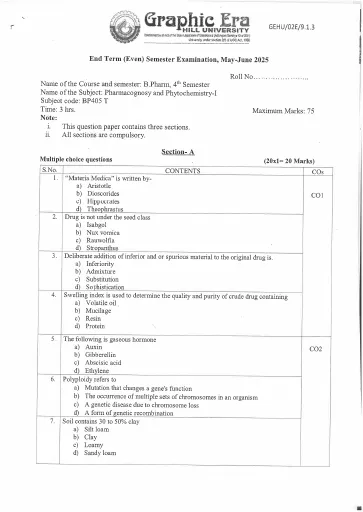 Graphic Era
HILL UNIVERSITY
GEHU/02E/9.1.3
End Term (Even) Semester Examination, May-June 2025
Roll No......................
Name of the Course and semester: B.Pharm, 4th Semester
Name of the Subject: Pharmacognosy and Phytochemistry-I
Subject code: BP405 T
Time: 3 hrs. Maximum Marks: 75
Note:
i. This question paper contains three sections.
ii. All sections are compulsory.
Section- A
Multiple choice questions (20x1= 20 Marks)
S.No. CONTENTS COs
1. "Materia Medica" is written by-
a) Aristotle
b) Dioscorides
c) Hippocrates
d) Theophrastus
CO1
2. Drug is not under the seed class
a) Isabgol
b) Nux vomica
c) Rauwolfia
d) Stropanthus
3. Deliberate addition of inferior and or spurious material to the original drug is.
a) Inferiority
b) Admixture
c) Substitution
d) Sophistication
4. Swelling index is used to determine the quality and purity of crude drug containing
a) Volatile oil
b) Mucilage
c) Resin
d) Protein
5. The following is gaseous hormone
a) Auxin
b) Gibberellin
c) Abscisic acid
d) Ethylene
CO2
6. Polyploidy refers to
a) Mutation that changes a gene's function
b) The occurrence of multiple sets of chromosomes in an organism
c) A genetic disease due to chromosome loss
d) A form of genetic recombination
7. Soil contains 30 to 50% clay
a) Silt loam
b) Clay
c) Loamy
d) Sandy loam